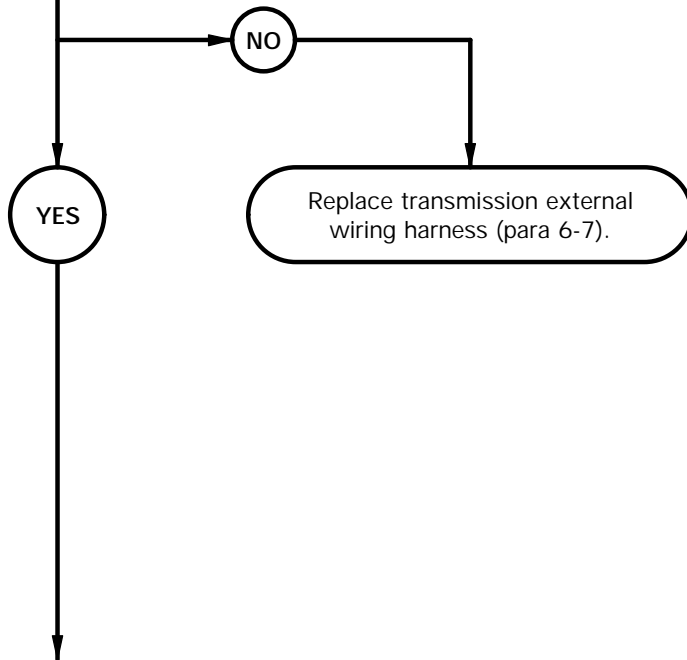 NO
YES
Replace transmission external
wiring harness (para 6-7).